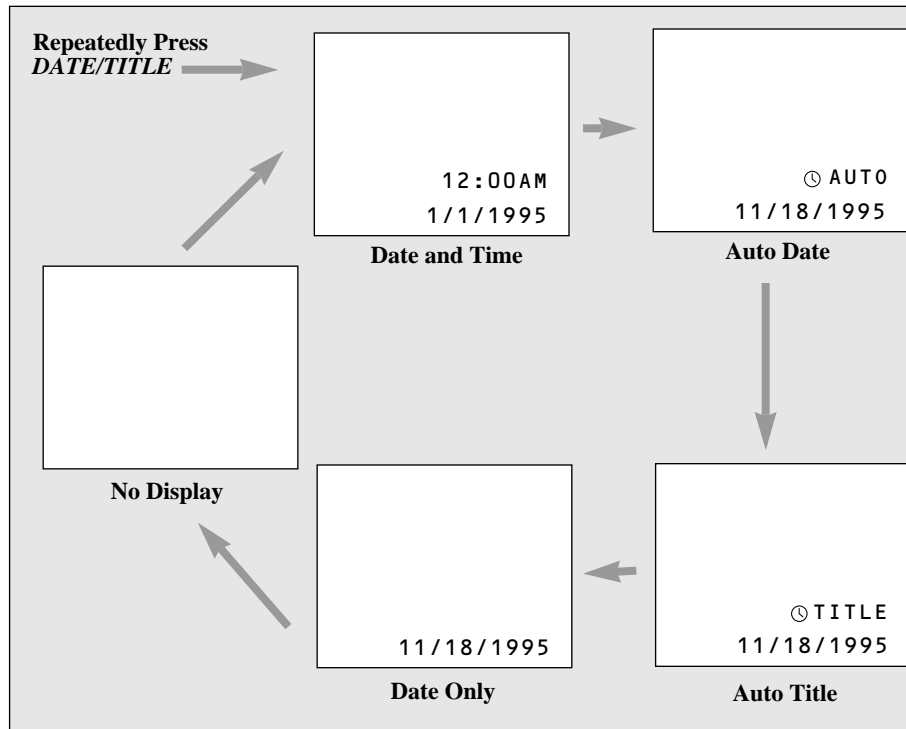 Repeatedly Press
DATE/TITLE
12:00AM
1/1/1995
Date and Time
AUTO
11/18/1995
Auto Date
TITLE
11/18/1995
Auto Title
11/18/1995
Date Only
No Display